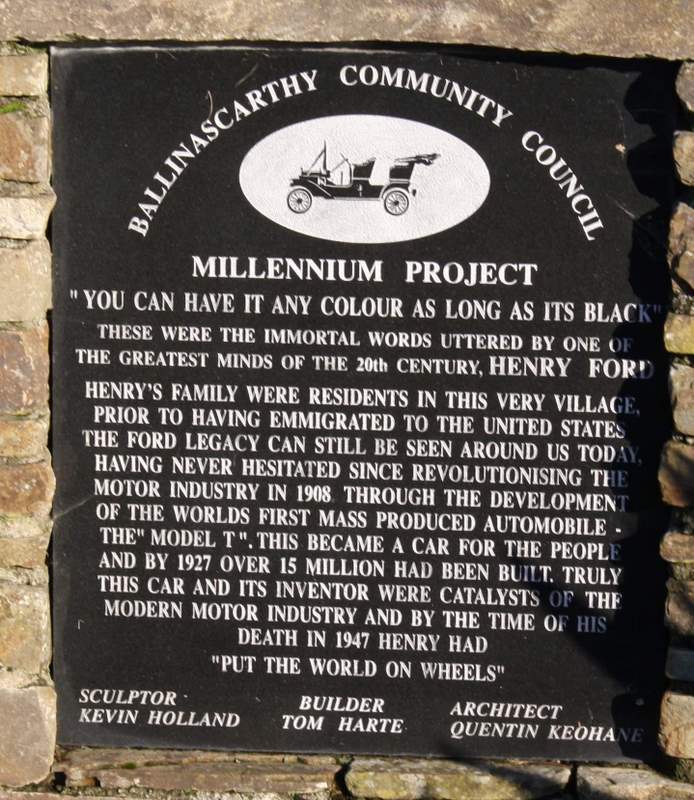 BALLINASCARTHY COMMUNITY COUNCIL
MILLENNIUM PROJECT
"YOU CAN HAVE IT ANY COLOUR AS LONG AS ITS BLACK"
THESE WERE THE IMMORTAL WORDS UTTERED BY ONE OF
THE GREATEST MINDS OF THE 20th CENTURY, HENRY FORD
HENRY'S FAMILY WERE RESIDENTS IN THIS VERY VILLAGE,
PRIOR TO HAVING EMMIGRATED TO THE UNITED STATES
THE FORD LEGACY CAN STILL BE SEEN AROUND US TODAY,
HAVING NEVER HESITATED SINCE REVOLUTIONISING THE
MOTOR INDUSTRY IN 1908 THROUGH THE DEVELOPMENT
OF THE WORLDS FIRST MASS PRODUCED AUTOMOBILE -
THE" MODEL T". THIS BECAME A CAR FOR THE PEOPLE
AND BY 1927 OVER 15 MILLION HAD BEEN BUILT. TRULY
THIS CAR AND ITS INVENTOR WERE CATALYSTS OF THE
MODERN MOTOR INDUSTRY AND BY THE TIME OF HIS
DEATH IN 1947 HENRY HAD
"PUT THE WORLD ON WHEELS"
SCULPTOR BUILDER ARCHITECT
KEVIN HOLLAND TOM HARTE QUENTIN KEOHANE